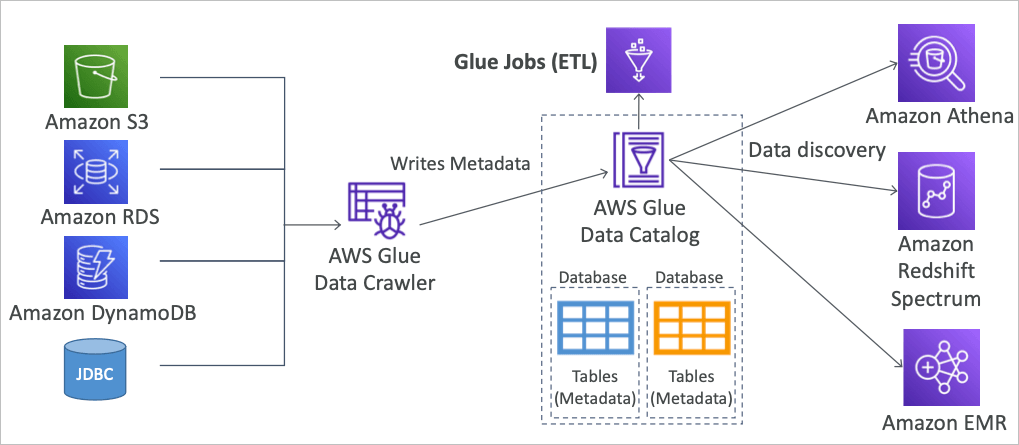 Amazon S3
Amazon RDS
Amazon DynamoDB
JDBC
AWS Glue
Data Crawler
Writes Metadata
Glue Jobs (ETL)
AWS Glue
Data Catalog
Database
Tables
(Metadata)
Database
Tables
(Metadata)
Data discovery
Amazon Athena
Amazon
Redshift
Spectrum
Amazon EMR